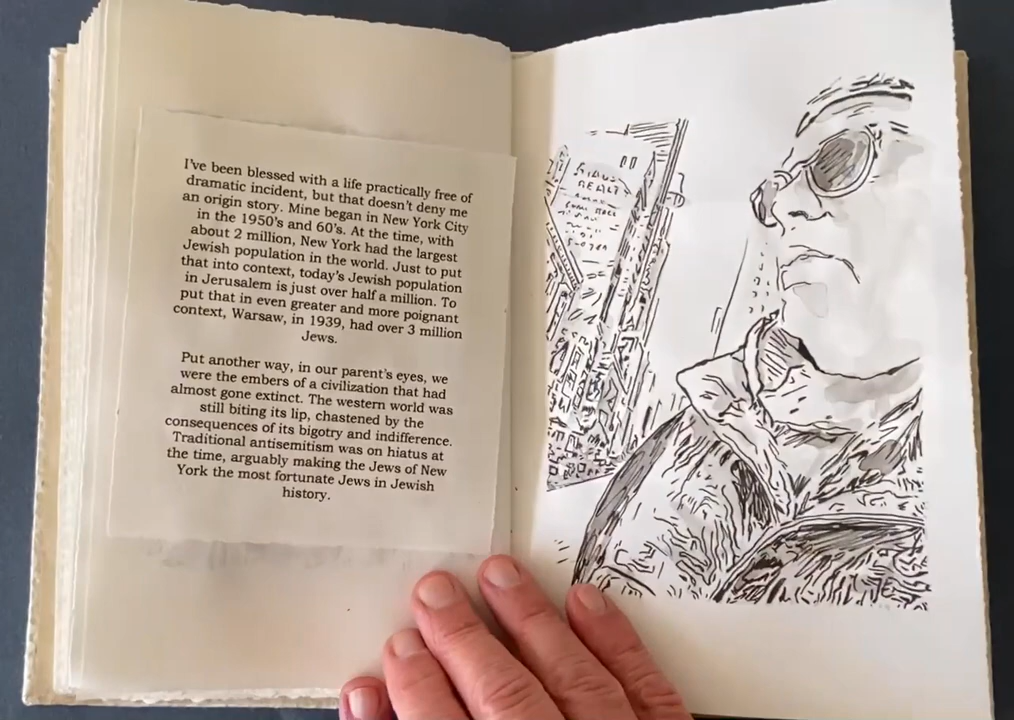 I've been blessed with a life practically free of
dramatic incident, but that doesn't deny me
an origin story. Mine began in New York City
in the 1950's and 60's. At the time, with
about 2 million, New York had the largest
Jewish population in the world. Just to put
that into context, today's Jewish population
in Jerusalem is just over half a million. To
put that in even greater and more poignant
context, Warsaw, in 1939, had over 3 million
Jews.
Put another way, in our parent's eyes, we
were the embers of a civilization that had
almost gone extinct. The western world was
still biting its lip, chastened by the
consequences of its bigotry and indifference.
Traditional antisemitism was on hiatus at
the time, arguably making the Jews of New
York the most fortunate Jews in Jewish
history.